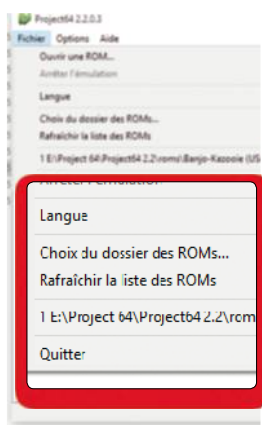 Project64 2.2.0.3
Fichier Options Aide
Ouvrir une ROM...
Arrêter l'émulation
Langue
Choix du dossier des ROMs...
Rafraîchir la liste des ROMs
1 E:\Project 64\Project64 2.2\roms\Banjo-Kazooie (US
Langue
Choix du dossier des ROMs...
Rafraîchir la liste des ROMs
1 E:\Project 64\Project64 2.2\rom
Quitter